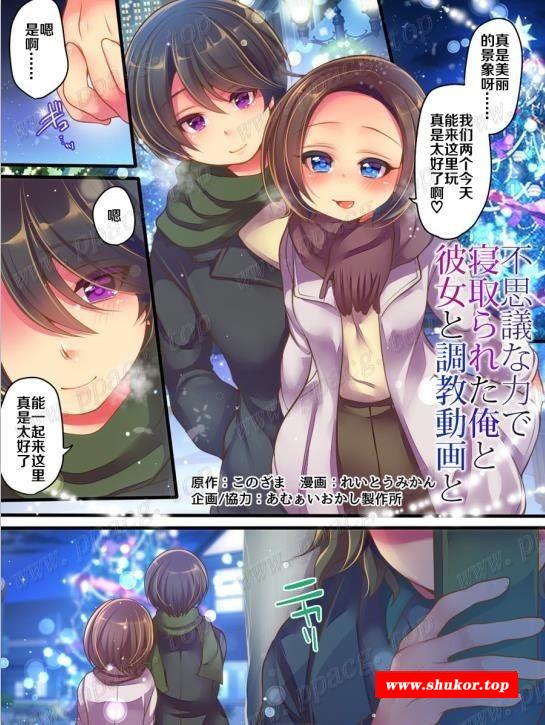 真是美丽
的景象呀……
我们两个今天
能来这里玩
真是太好了啊♡
嗯
是啊……
ギュ…
不思議な力で
寝取られた俺と
彼女と調教動画と
原作：このざま 漫画：れいとうみかん
企画/協力：あむぁいおかし製作所
嗯
能一起来这里
真是太好了
ニヤリ
www.shukor.top